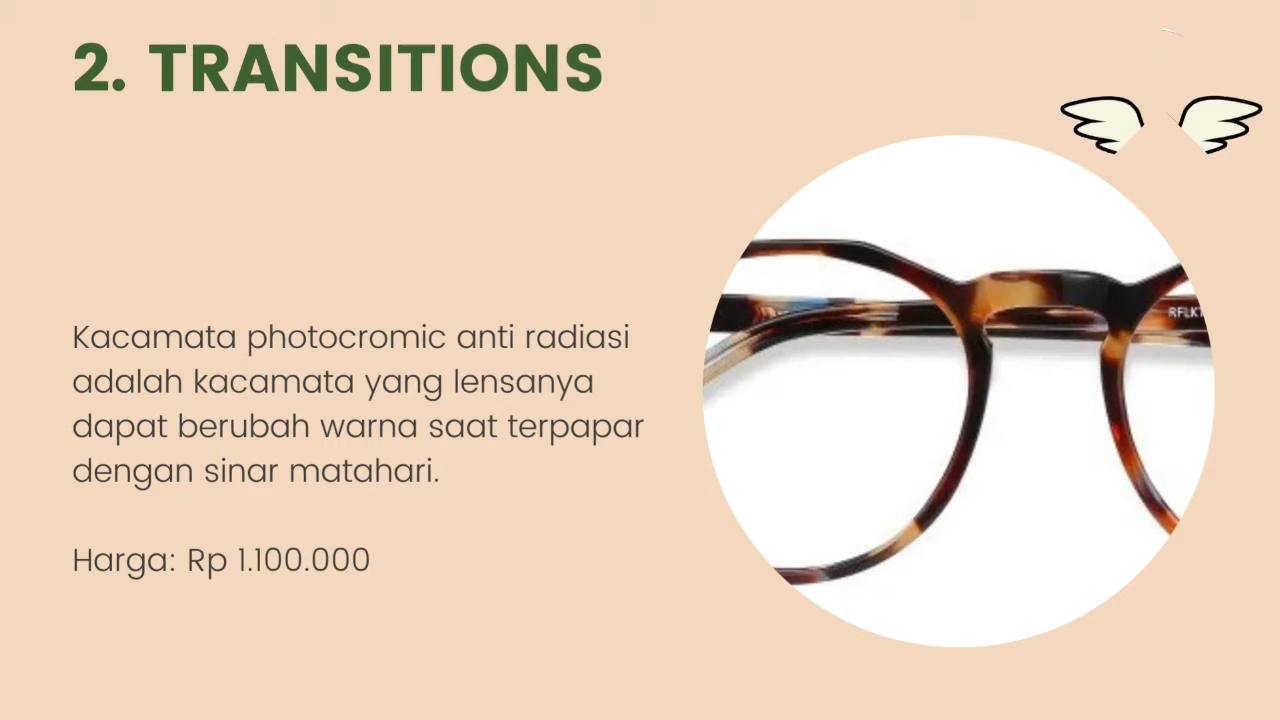 2. TRANSITIONS
Kacamata photocromic anti radiasi
adalah kacamata yang lensanya
dapat berubah warna saat terpapar
dengan sinar matahari.
Harga: Rp 1.100.000